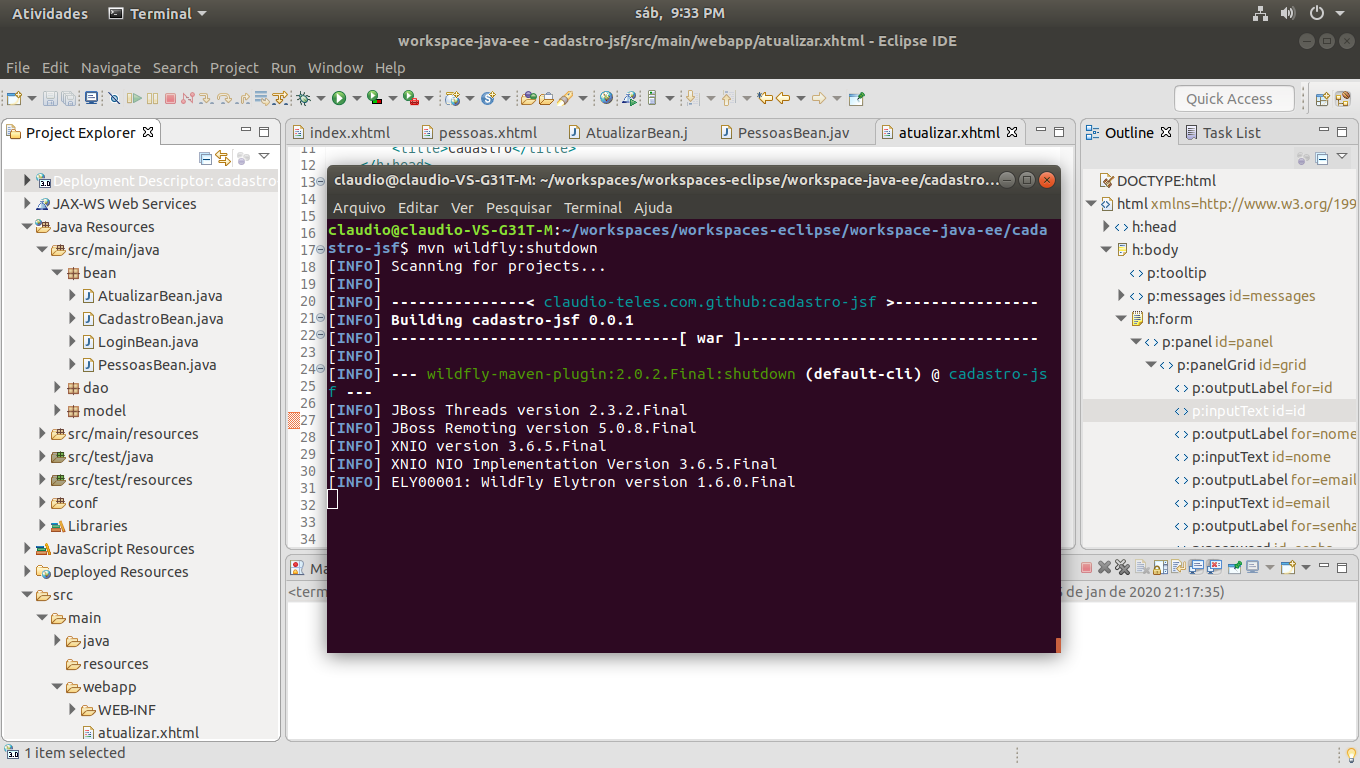 Atividades
Terminal
sáb, 9:33 PM
workspace-java-ee - cadastro-jsf/src/main/webapp/atualizar.xhtml - Eclipse IDE
File Edit Navigate Search Project Run Window Help
Quick Access
Project Explorer
Deployment Descriptor: cadastro
JAX-WS Web Services
Java Resources
src/main/java
bean
AtualizarBean.java
CadastroBean.java
LoginBean.java
PessoasBean.java
dao
model
src/main/resources
src/test/java
src/test/resources
conf
Libraries
JavaScript Resources
Deployed Resources
src
main
java
resources
webapp
WEB-INF
atualizar.xhtml
1 item selected
index.xhtml
pessoas.xhtml
AtualizarBean.j
PessoasBean.jav
atualizar.xhtml
11 <title>Cadastro</title>
12 </h:head>
13
14
15
16
17
18
19
20
21
22
23
24
25
26
27
28
29
30
31
32
33
34
claudio@claudio-VS-G31T-M: ~/workspaces/workspaces-eclipse/workspace-java-ee/cadastro...
Arquivo Editar Ver Pesquisar Terminal Ajuda
claudio@claudio-VS-G31T-M:~/workspaces/workspaces-eclipse/workspace-java-ee/cada
stro-jsf$ mvn wildfly:shutdown
[INFO] Scanning for projects...
[INFO]
[INFO] ---------------< claudio-teles.com.github:cadastro-jsf >----------------
[INFO] Building cadastro-jsf 0.0.1
[INFO] --------------------------------[ war ]---------------------------------
[INFO]
[INFO] --- wildfly-maven-plugin:2.0.2.Final:shutdown (default-cli) @ cadastro-js
f ---
[INFO] JBoss Threads version 2.3.2.Final
[INFO] JBoss Remoting version 5.0.8.Final
[INFO] XNIO version 3.6.5.Final
[INFO] XNIO NIO Implementation Version 3.6.5.Final
[INFO] ELY00001: WildFly Elytron version 1.6.0.Final
Ma
<term
de jan de 2020 21:17:35)
Outline
Task List
DOCTYPE:html
html xmlns=http://www.w3.org/199
h:head
h:body
p:tooltip
p:messages id=messages
h:form
p:panel id=panel
p:panelGrid id=grid
p:outputLabel for=id
p:inputText id=id
p:outputLabel for=nome
p:inputText id=nome
p:outputLabel for=email
p:inputText id=email
p:outputLabel for=senha
p:password id=senha